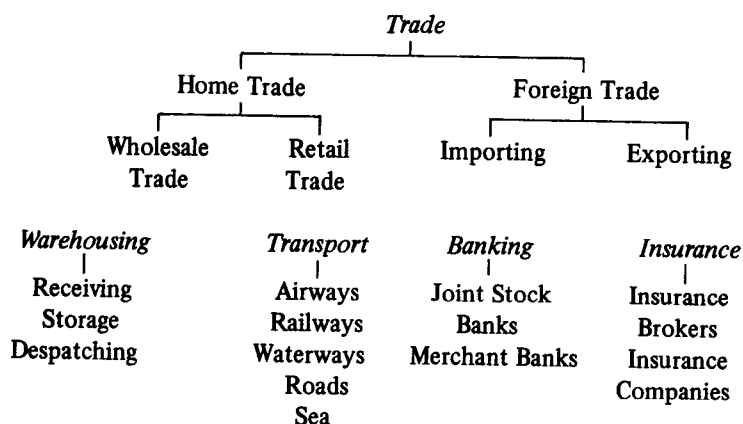 Trade
Home Trade Foreign Trade
Wholesale Retail Importing Exporting
Trade Trade
Warehousing Transport Banking Insurance
Receiving Airways Joint Stock Insurance
Storage Railways Banks Brokers
Despatching Waterways Merchant Banks Insurance
Roads Companies
Sea